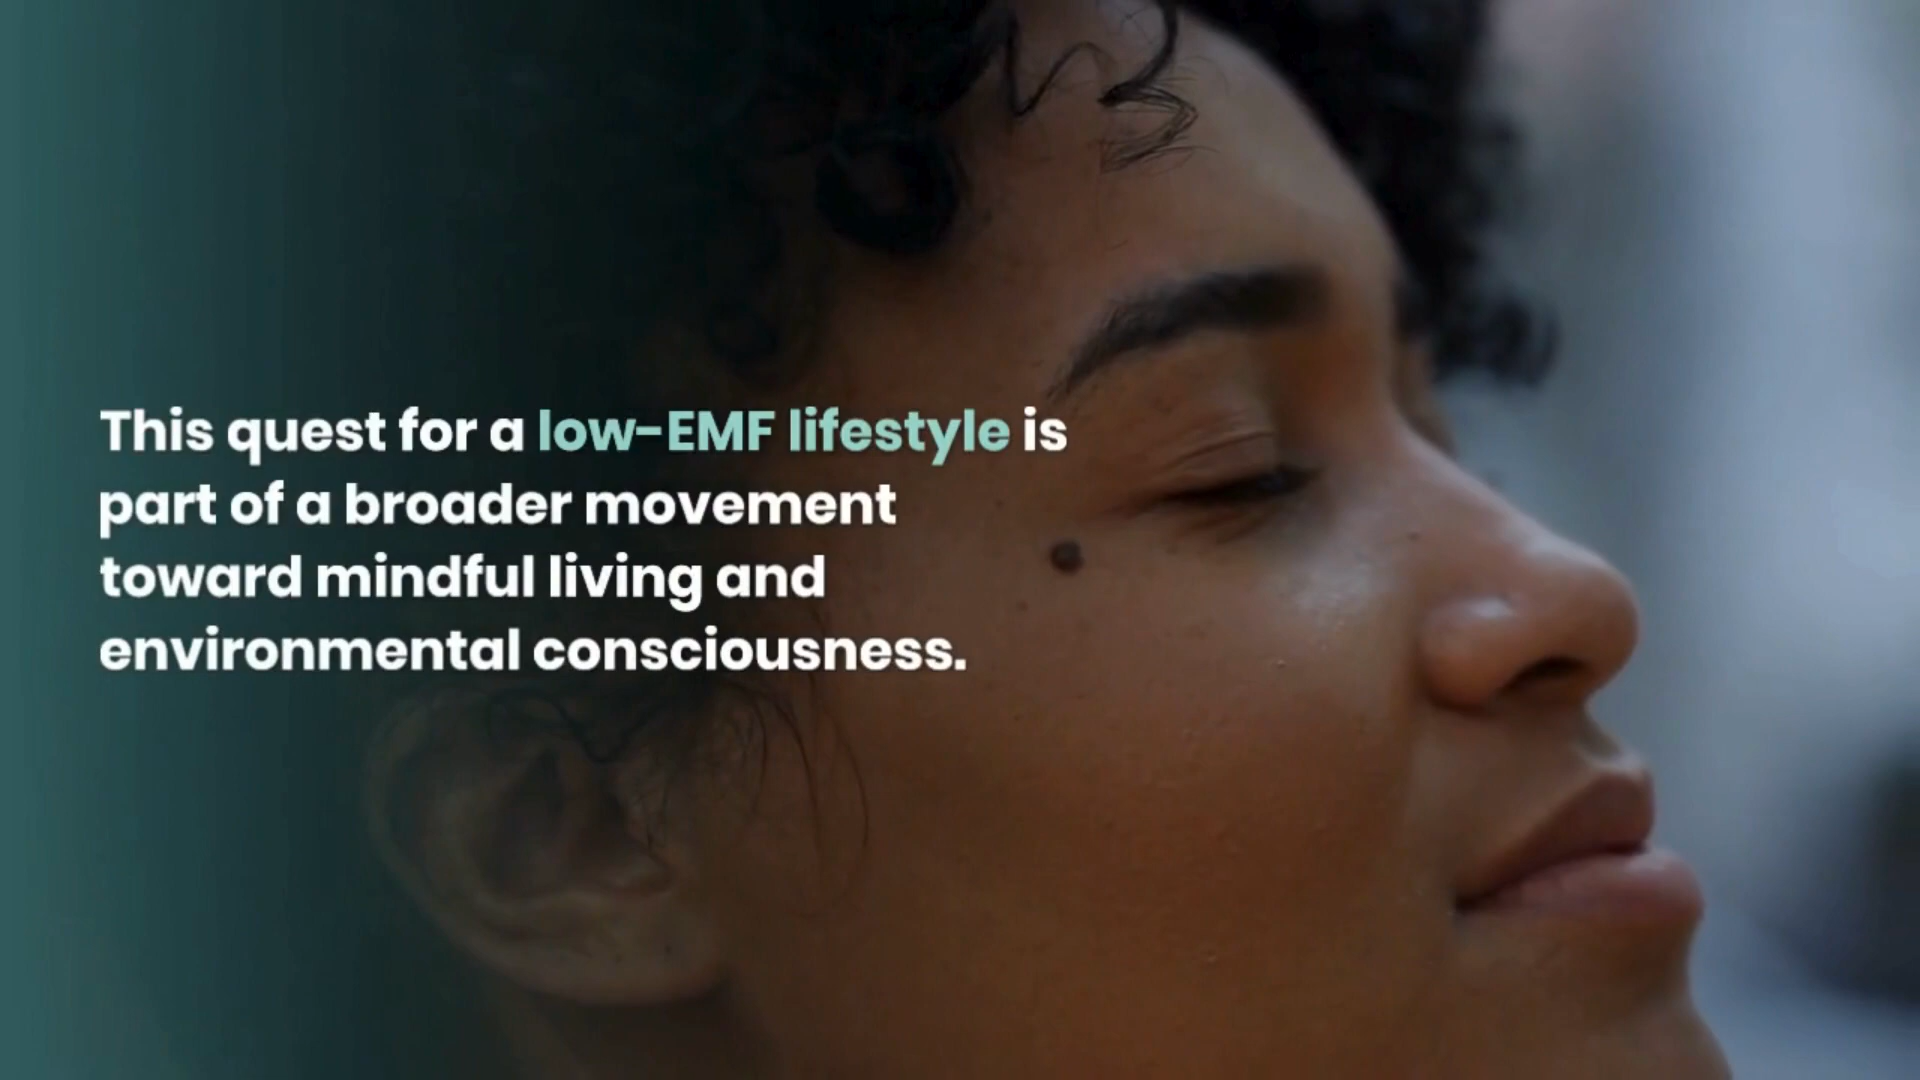 This quest for a low-EMF lifestyle is
part of a broader movement
toward mindful living and
environmental consciousness.